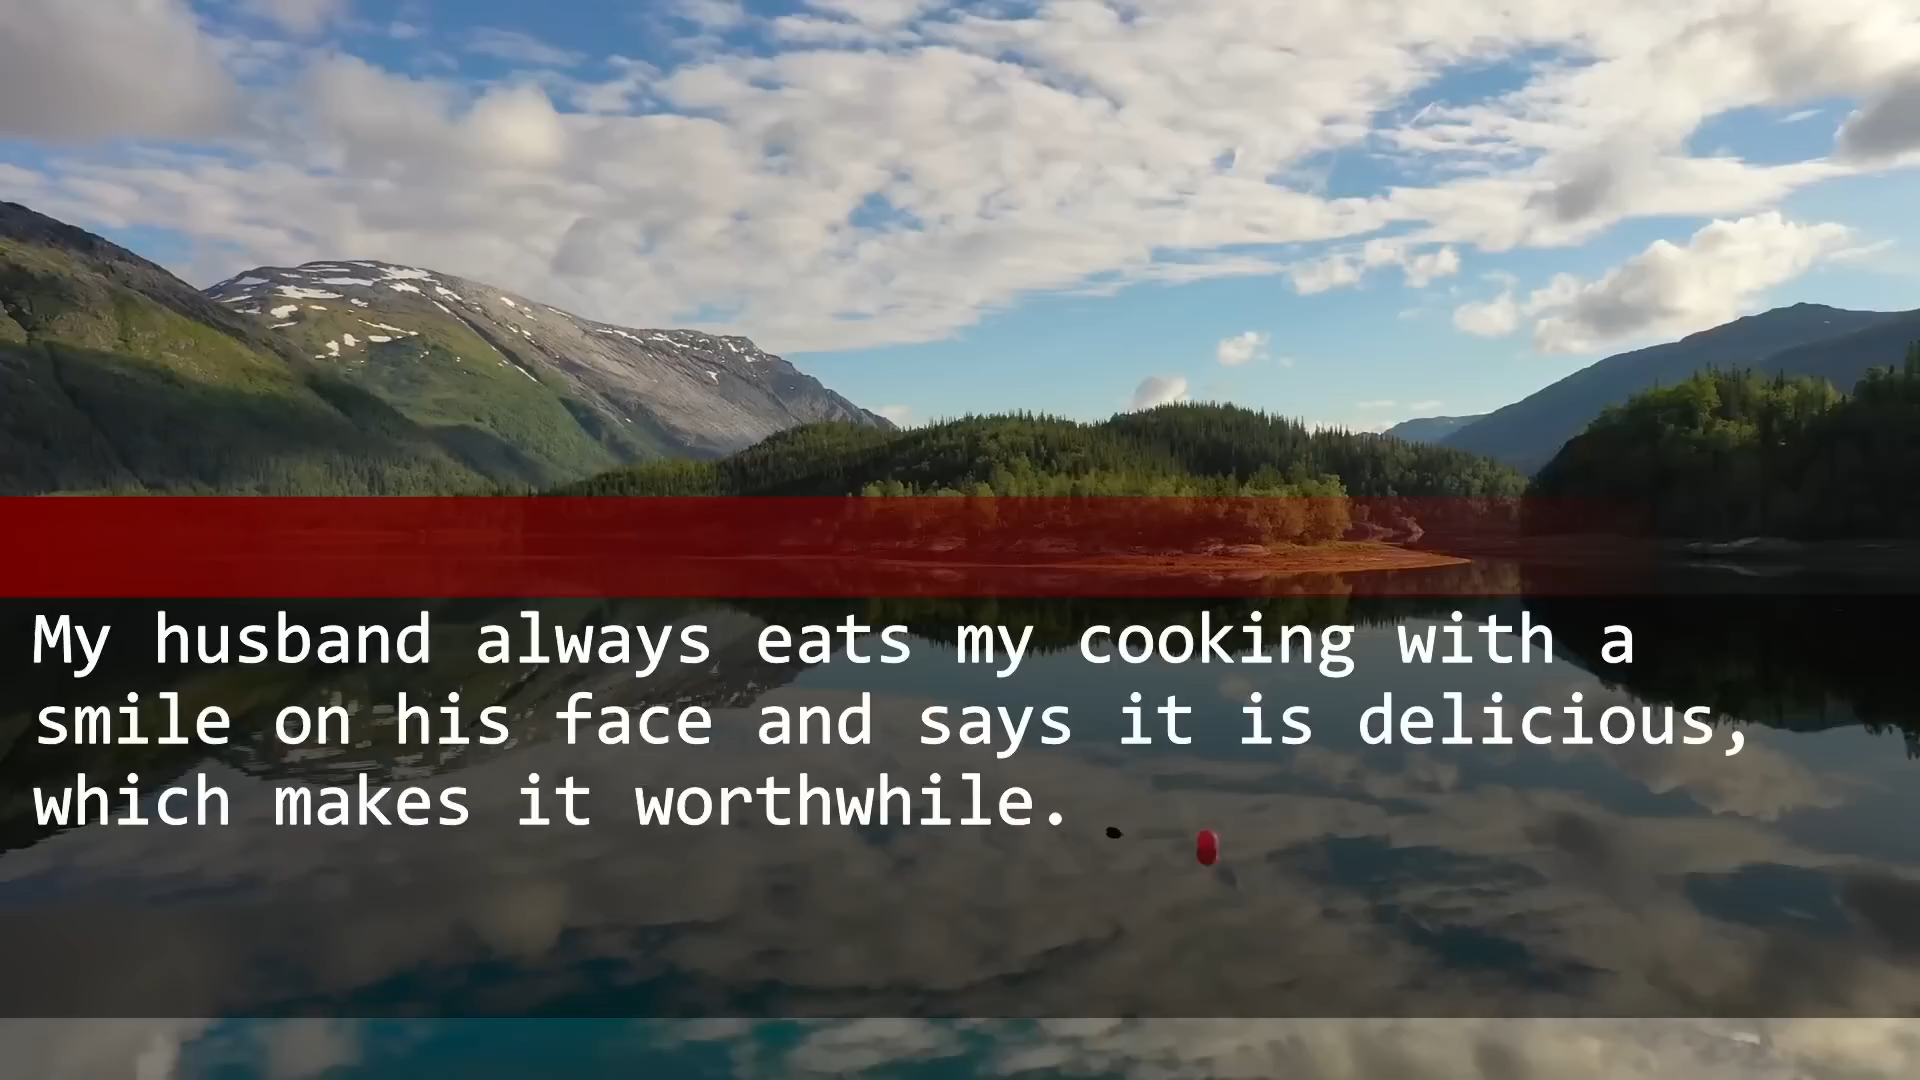 My husband always eats my cooking with a
smile on his face and says it is delicious,
which makes it worthwhile.